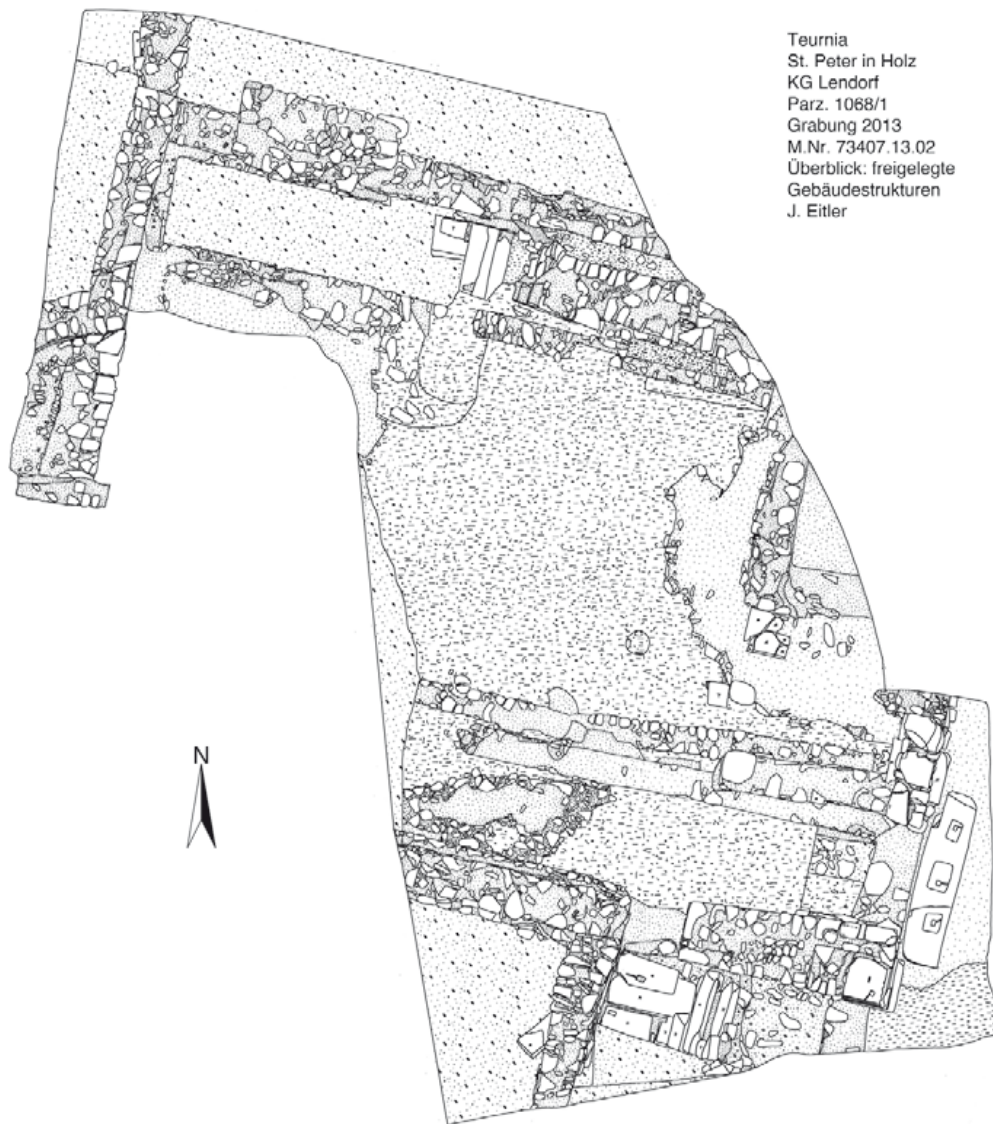 Teurnia
St. Peter in Holz
KG Lendorf
Parz. 1068/1
Grabung 2013
M.Nr. 73407.13.02
Überblick: freigelegte
Gebäudestrukturen
J. Eitler
N